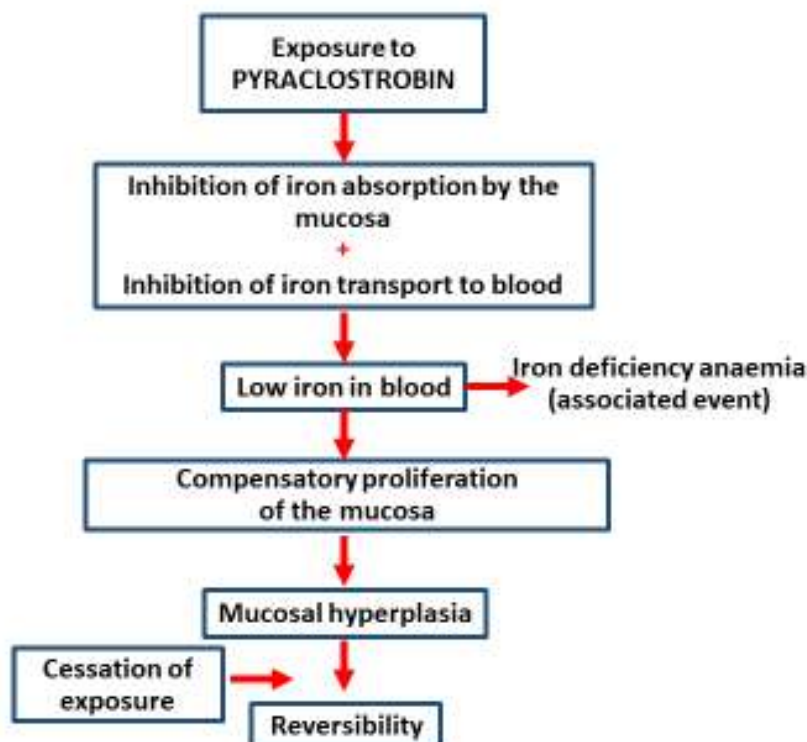 Exposure to
PYRACLOSTROBIN
Inhibition of iron absorption by the
mucosa
+
Inhibition of iron transport to blood
Low iron in blood
Iron deficiency anaemia
(associated event)
Compensatory proliferation
of the mucosa
Mucosal hyperplasia
Cessation of
exposure
Reversibility